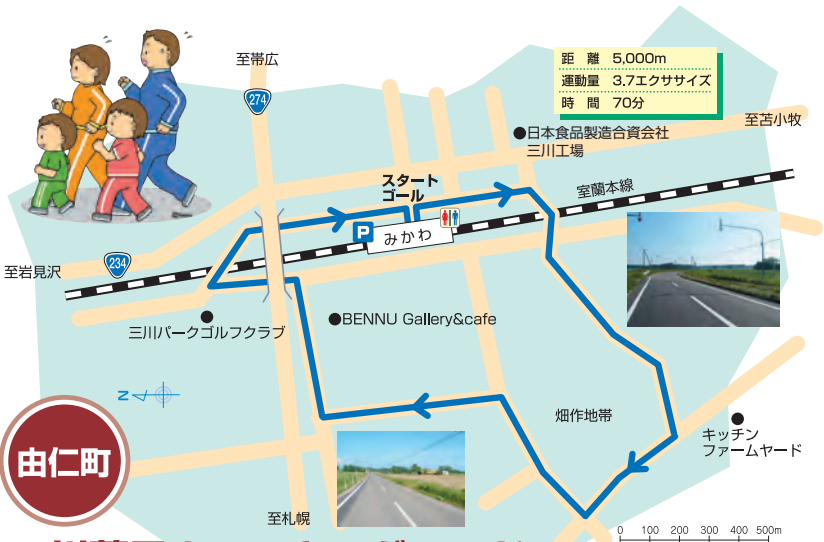 至帯広
274
距離 5,000m
運動量 3.7エクササイズ
時間 70分
日本食品製造合資会社
三川工場
至苫小牧
スタート
ゴール
室蘭本線
P
みかわ
234
至岩見沢
三川パークゴルフクラブ
BENNU Gallery&cafe
N
畑作地帯
キッチン
ファームヤード
由仁町
至札幌
0 100 200 300 400 500m